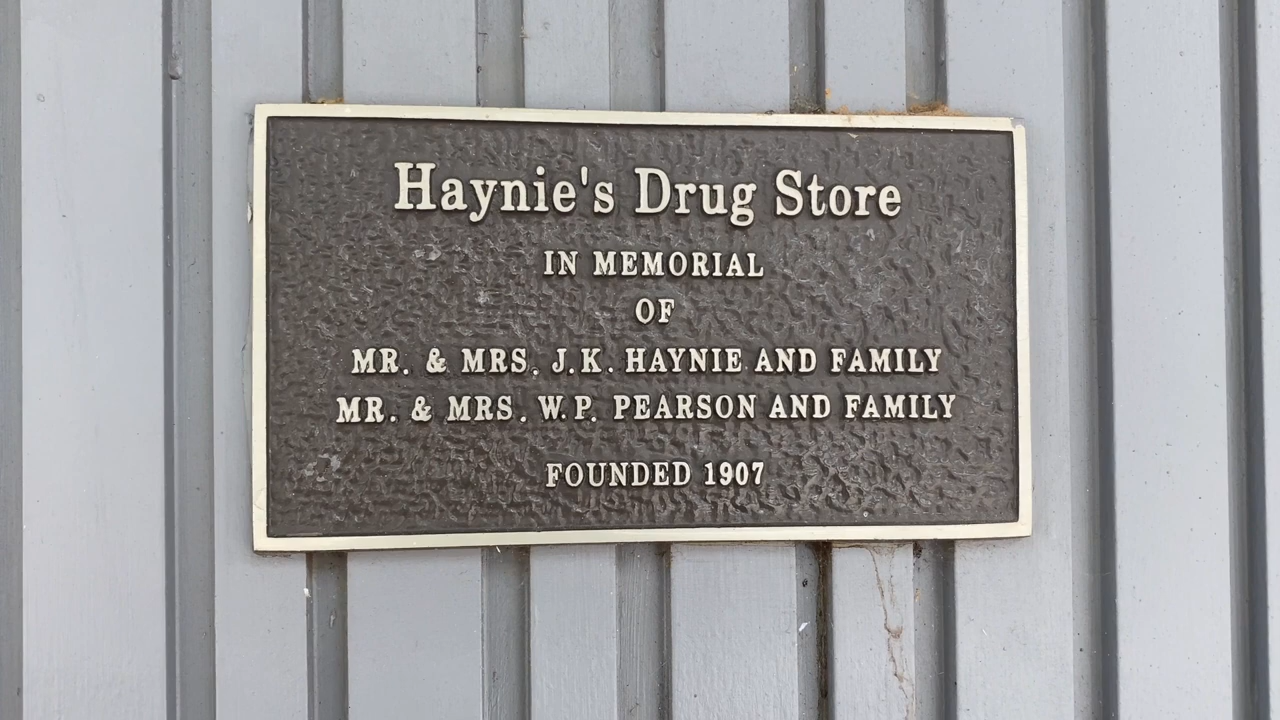 Haynie's Drug Store
IN MEMORIAL
OF
MR. & MRS. J.K. HAYNIE AND FAMILY
MR. & MRS. W.P. PEARSON AND FAMILY
FOUNDED 1907